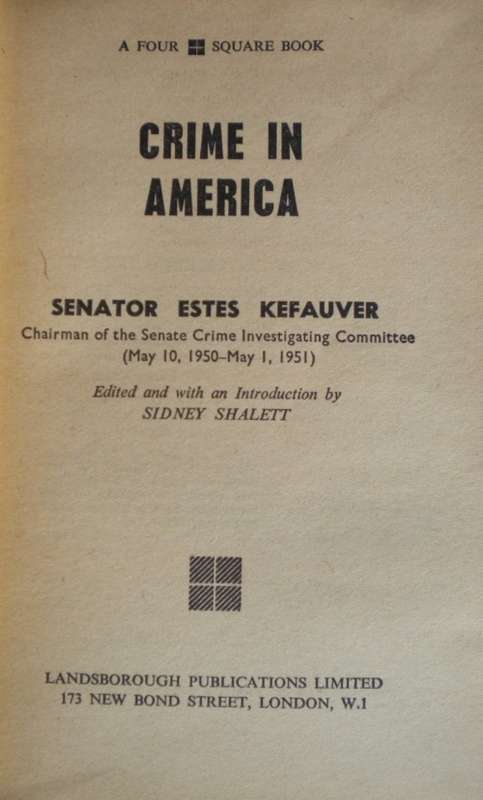 A FOUR SQUARE BOOK
CRIME IN
AMERICA
SENATOR ESTES KEFAUVER
Chairman of the Senate Crime Investigating Committee
(May 10, 1950–May 1, 1951)
Edited and with an Introduction by
SIDNEY SHALETT
LANDSBOROUGH PUBLICATIONS LIMITED
173 NEW BOND STREET, LONDON, W.1